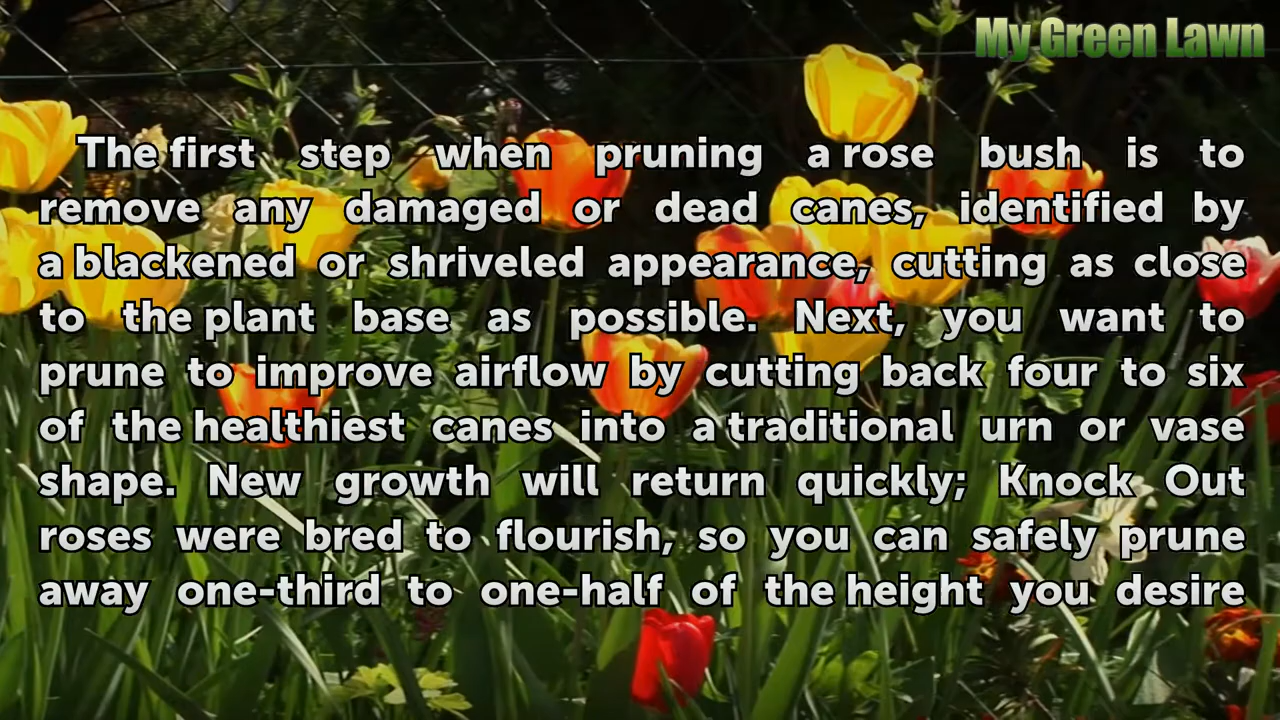 My Green Lawn
The first step when pruning a rose bush is to
remove any damaged or dead canes, identified by
a blackened or shriveled appearance, cutting as close
to the plant base as possible. Next, you want to
prune to improve airflow by cutting back four to six
of the healthiest canes into a traditional urn or vase
shape. New growth will return quickly; Knock Out
roses were bred to flourish, so you can safely prune
away one-third to one-half of the height you desire